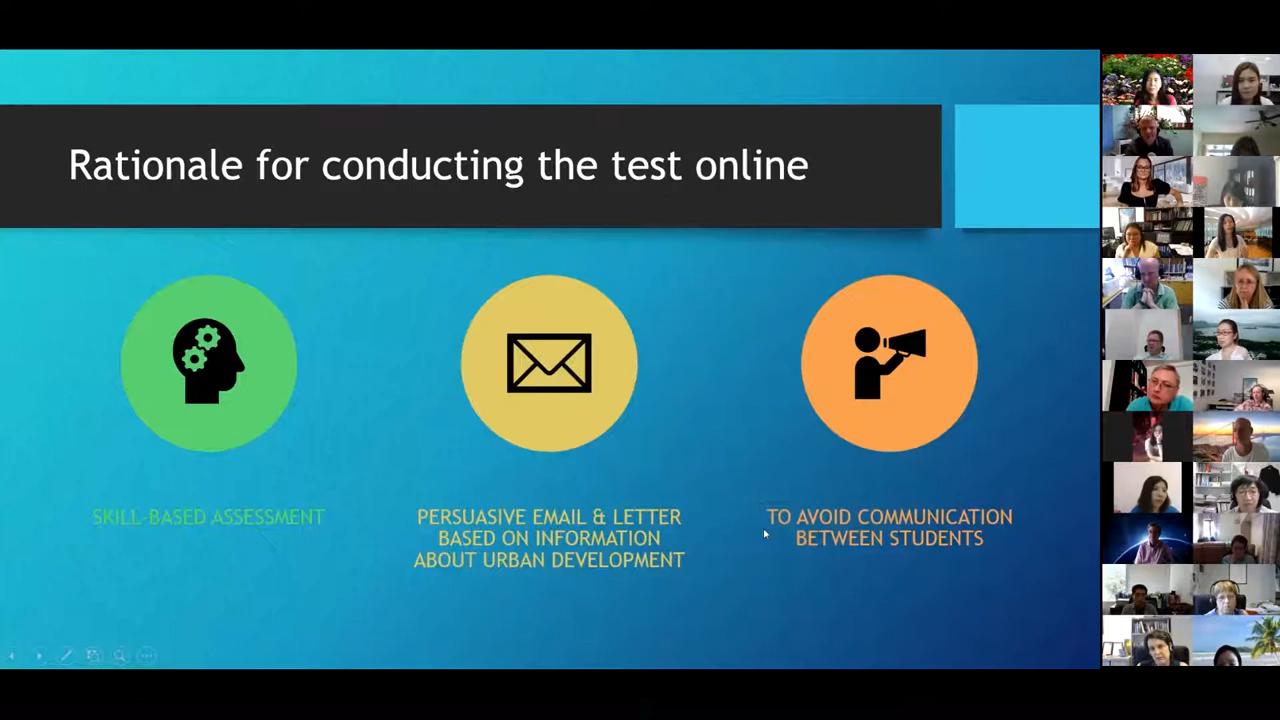 Rationale for conducting the test online
SKILL-BASED ASSESSMENT
PERSUASIVE EMAIL & LETTER
BASED ON INFORMATION
ABOUT URBAN DEVELOPMENT
TO AVOID COMMUNICATION
BETWEEN STUDENTS